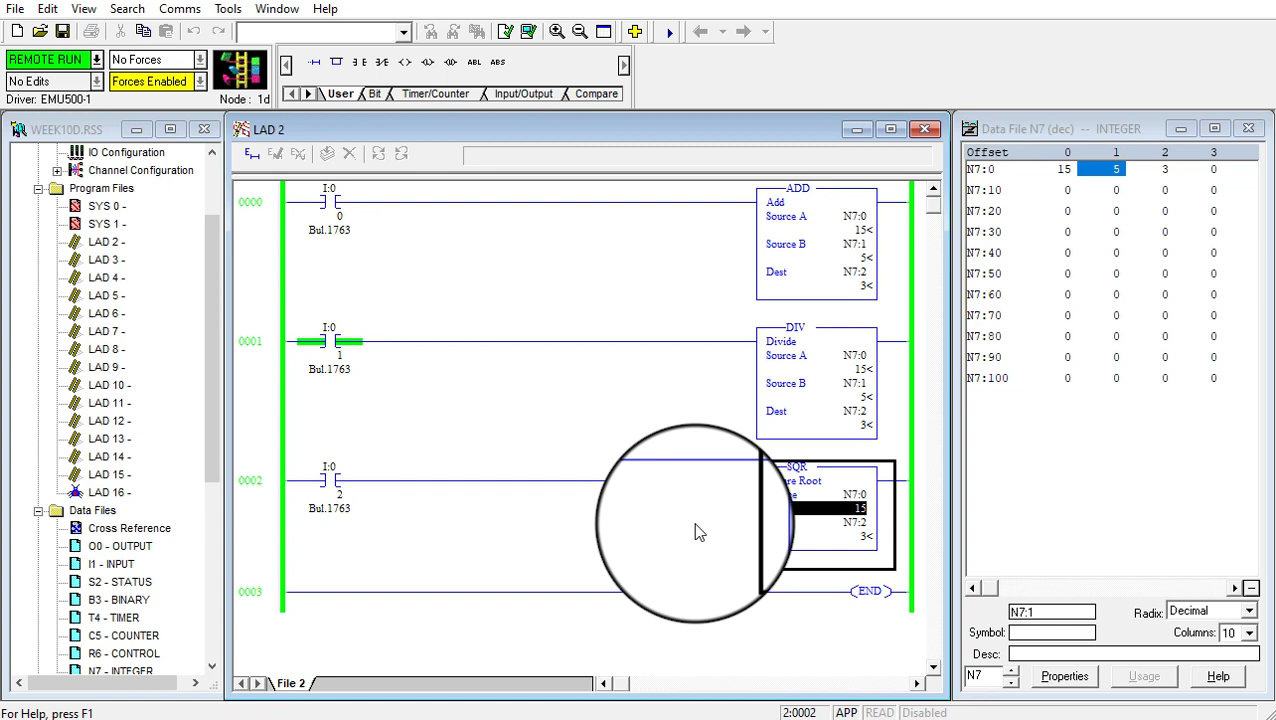 File Edit View Search Comms Tools Window Help
REMOTE RUN No Forces
No Edits Forces Enabled
Driver: EMU500-1 Node : 1d
ABL ABS
User Bit Timer/Counter Input/Output Compare
WEEK10D.RSS
IO Configuration
Channel Configuration
Program Files
SYS 0 -
SYS 1 -
LAD 2 -
LAD 3 -
LAD 4 -
LAD 5 -
LAD 6 -
LAD 7 -
LAD 8 -
LAD 9 -
LAD 10 -
LAD 11 -
LAD 12 -
LAD 13 -
LAD 14 -
LAD 15 -
LAD 16 -
Data Files
Cross Reference
O0 - OUTPUT
I1 - INPUT
S2 - STATUS
B3 - BINARY
T4 - TIMER
C5 - COUNTER
R6 - CONTROL
N7 - INTEGER
LAD 2
0000
I:0
0
Bul.1763
ADD
Add
Source A N7:0
15<
Source B N7:1
5<
Dest N7:2
3<
0001
I:0
1
Bul.1763
DIV
Divide
Source A N7:0
15<
Source B N7:1
5<
Dest N7:2
3<
0002
I:0
2
Bul.1763
SQR
Root
N7:0
15
N7:2
3<
0003
END
File 2
Data File N7 (dec) -- INTEGER
Offset 0 1 2 3
N7:0 15 5 3 0
N7:10 0 0 0 0
N7:20 0 0 0 0
N7:30 0 0 0 0
N7:40 0 0 0 0
N7:50 0 0 0 0
N7:60 0 0 0 0
N7:70 0 0 0 0
N7:80 0 0 0 0
N7:90 0 0 0 0
N7:100 0 0 0 0
N7:1 Radix: Decimal
Symbol: Columns: 10
Desc:
N7 Properties Usage Help
For Help, press F1 2:0002 APP READ Disabled